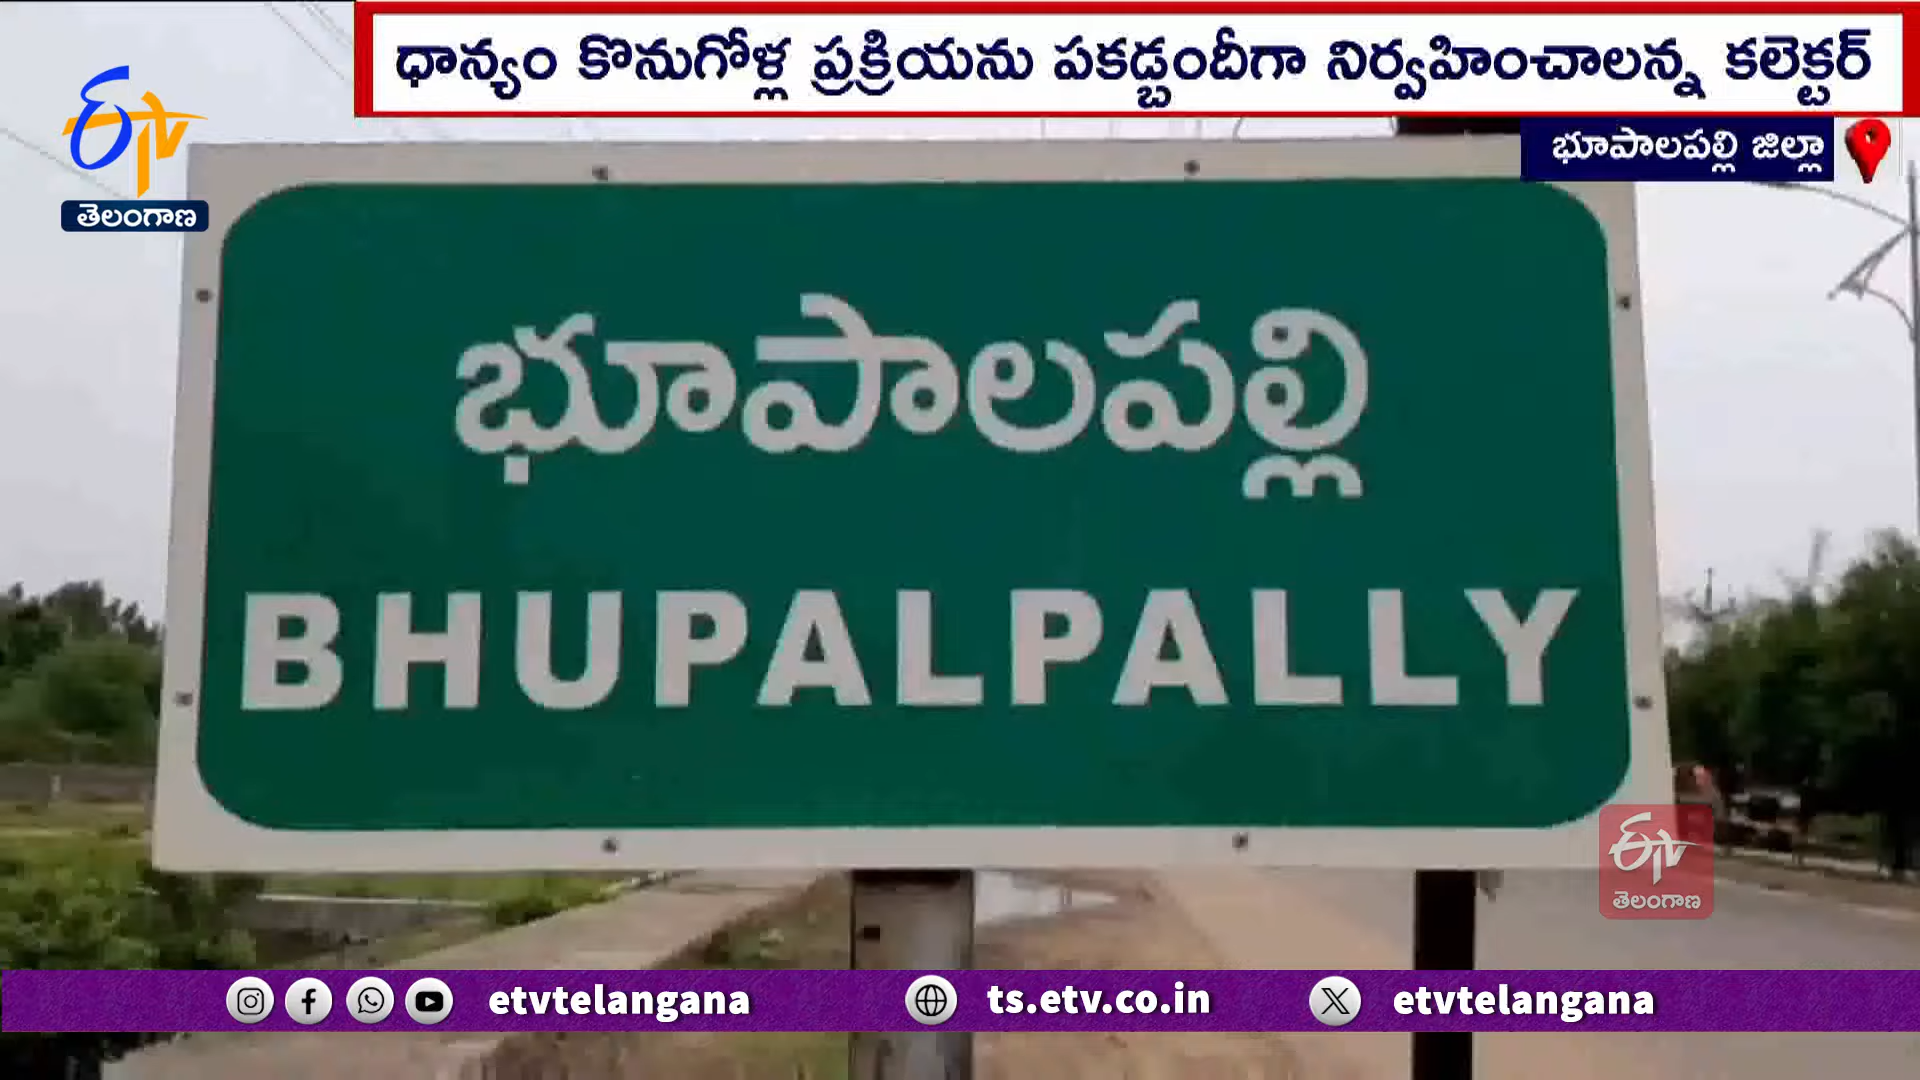 ధాన్యం కొనుగోళ్ల ప్రక్రియను పకడ్బందీగా నిర్వహించాలన్న కలెక్టర్
భూపాలపల్లి జిల్లా
ETV
తెలంగాణ
భూపాలపల్లి
BHUPALPALLY
ETV
తెలంగాణ
etvtelangana ts.etv.co.in etvtelangana